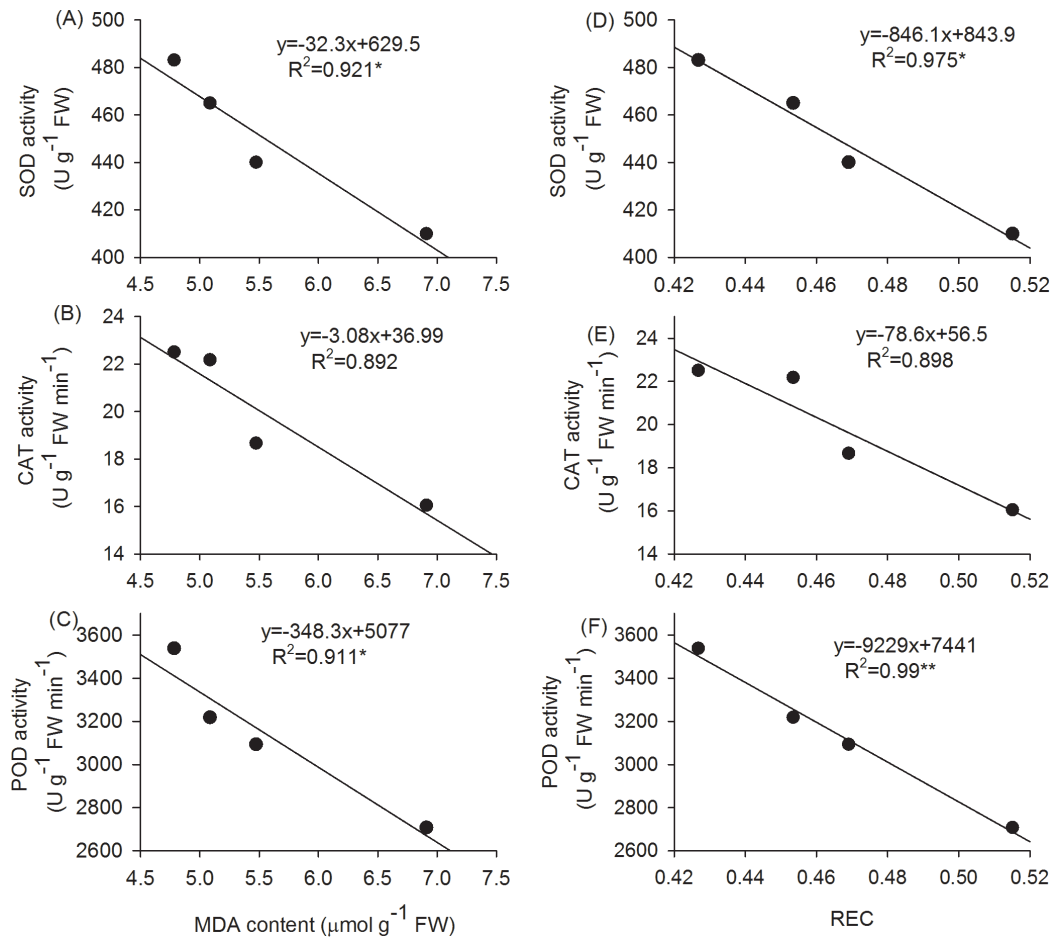 (A)
y=-32.3x+629.5
R²=0.921*
500
480
460
440
420
400
SOD activity
(U g⁻¹ FW)
4.5 5.0 5.5 6.0 6.5 7.0 7.5
(D)
y=-846.1x+843.9
R²=0.975*
500
480
460
440
420
400
SOD activity
(U g⁻¹ FW)
0.42 0.44 0.46 0.48 0.50 0.52
(B)
y=-3.08x+36.99
R²=0.892
24
22
20
18
16
14
CAT activity
(U g⁻¹ FW min⁻¹)
4.5 5.0 5.5 6.0 6.5 7.0 7.5
(E)
y=-78.6x+56.5
R²=0.898
24
22
20
18
16
14
CAT activity
(U g⁻¹ FW min⁻¹)
0.42 0.44 0.46 0.48 0.50 0.52
(C)
y=-348.3x+5077
R²=0.911*
3600
3400
3200
3000
2800
2600
POD activity
(U g⁻¹ FW min⁻¹)
4.5 5.0 5.5 6.0 6.5 7.0 7.5
MDA content (μmol g⁻¹ FW)
(F)
y=-9229x+7441
R²=0.99**
3600
3400
3200
3000
2800
2600
POD activity
(U g⁻¹ FW min⁻¹)
0.42 0.44 0.46 0.48 0.50 0.52
REC